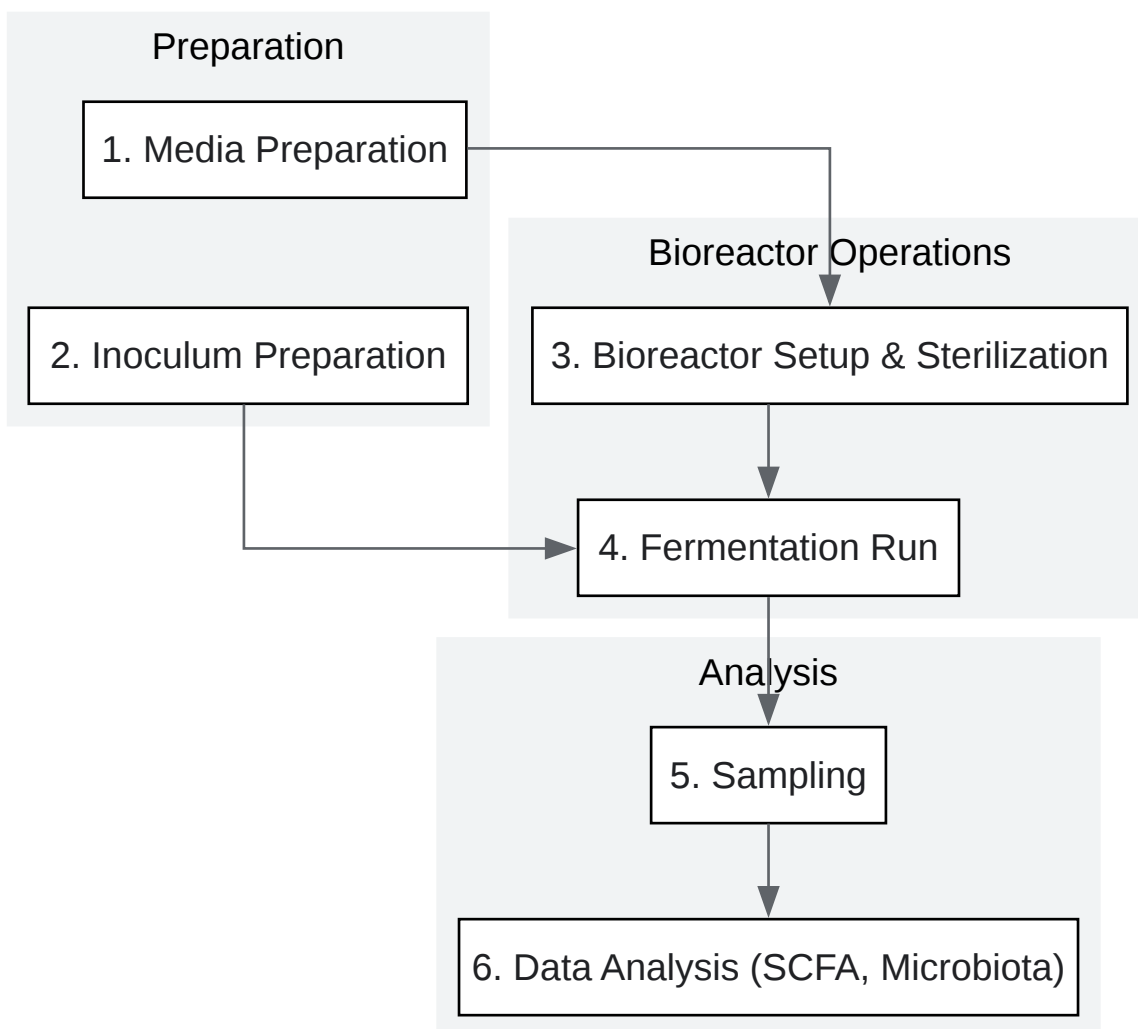 Preparation
1. Media Preparation
2. Inoculum Preparation
Bioreactor Operations
3. Bioreactor Setup & Sterilization
4. Fermentation Run
Analysis
5. Sampling
6. Data Analysis (SCFA, Microbiota)